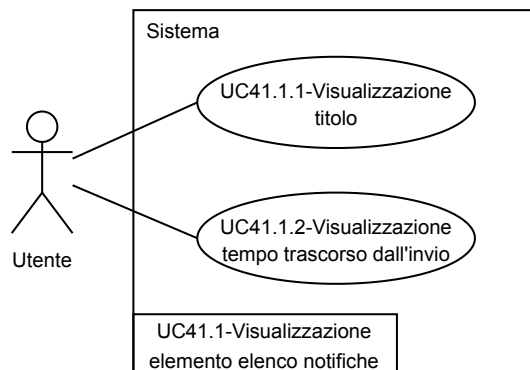 Sistema
UC41.1.1-Visualizzazione
titolo
UC41.1.2-Visualizzazione
tempo trascorso dall'invio
Utente
UC41.1-Visualizzazione
elemento elenco notifiche